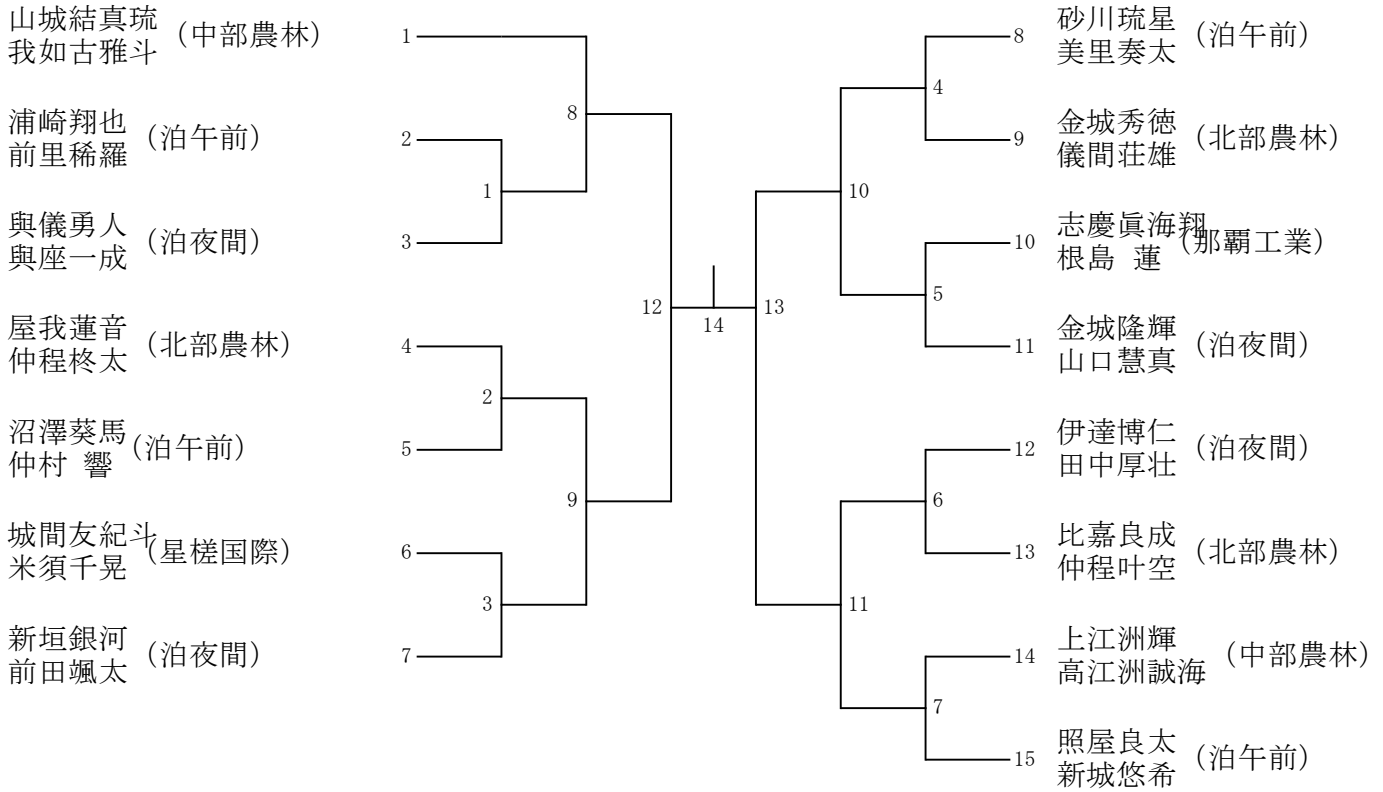 山城結真琉
我如古雅斗
(中部農林)
1
浦崎翔也
前里稀羅
(泊午前)
2
與儀勇人
與座一成
(泊夜間)
3
屋我蓮音
仲程柊太
(北部農林)
4
沼澤葵馬
仲村 響
(泊午前)
5
城間友紀斗
米須千晃
(星槎国際)
6
新垣銀河
前田颯太
(泊夜間)
7
8
1
2
9
3
12
14
13
10
4
5
11
6
7
8
砂川琉星
美里奏太
(泊午前)
9
金城秀徳
儀間荘雄
(北部農林)
10
志慶眞海翔
根島 蓮
(那覇工業)
11
金城隆輝
山口慧真
(泊夜間)
12
伊達博仁
田中厚壮
(泊夜間)
13
比嘉良成
仲程叶空
(北部農林)
14
上江洲輝
高江洲誠海
(中部農林)
15
照屋良太
新城悠希
(泊午前)